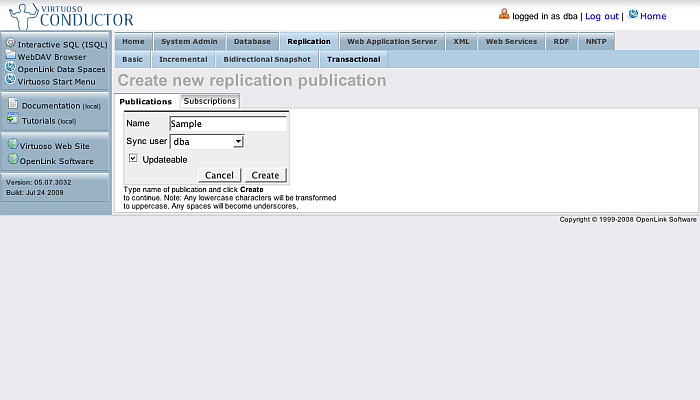 VIRTUOSO
CONDUCTOR
logged in as dba | Log out | Home
Interactive SQL (ISQL)
WebDAV Browser
OpenLink Data Spaces
Virtuoso Start Menu
Documentation (local)
Tutorials (local)
Virtuoso Web Site
OpenLink Software
Version: 05.07.3032
Build: Jul 24 2008
Home System Admin Database Replication Web Application Server XML Web Services RDF NNTP
Basic Incremental Bidirectional Snapshot Transactional
Create new replication publication
Publications Subscriptions
Name Sample
Sync user dba
Updateable
Cancel Create
Type name of publication and click Create
to continue. Note: Any lowercase characters will be transformed
to uppercase. Any spaces will become underscores.
Copyright © 1999-2008 OpenLink Software